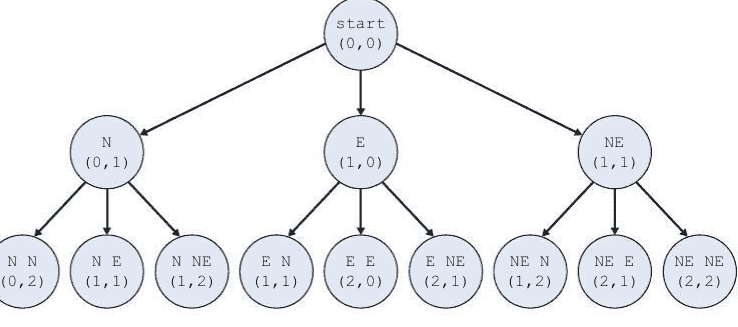 start
(0,0)
N
(0,1)
E
(1,0)
NE
(1,1)
N N
(0,2)
N E
(1,1)
N NE
(1,2)
E N
(1,1)
E E
(2,0)
E NE
(2,1)
NE N
(1,2)
NE E
(2,1)
NE NE
(2,2)